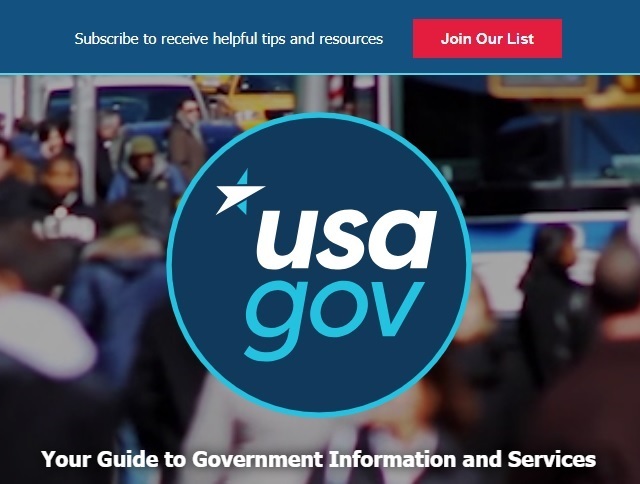 Subscribe to receive helpful tips and resources
Join Our List
usa
gov
Your Guide to Government Information and Services